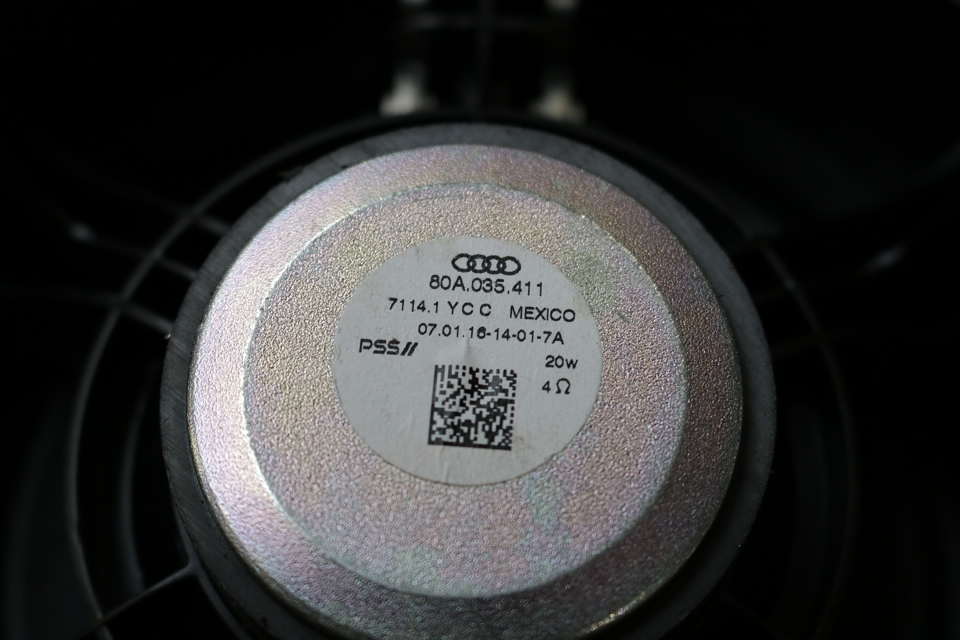 80A.035.411
7114.1 YCC MEXICO
07.01.16-14-01-7A
PSS//
20w
4 Ω